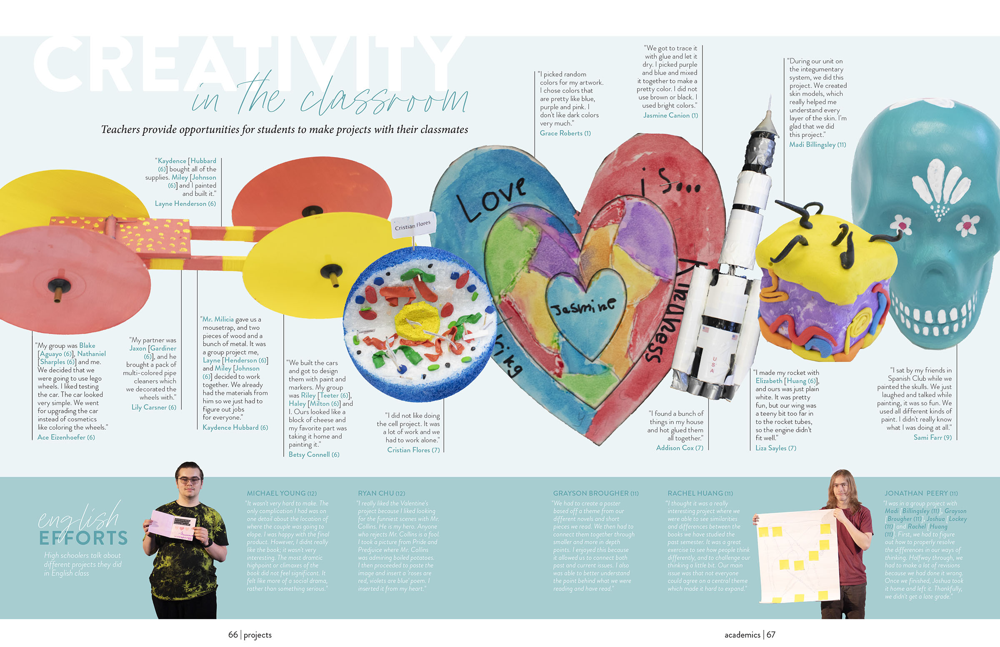 CREATIVITY
in the classroom
Teachers provide opportunities for students to make projects with their classmates
"Kaydence [Hubbard
(6)] bought all of the
supplies. Miley [Johnson
(6)] and I painted
and built it."
Layne Henderson (6)
"I picked random
colors for my artwork.
I chose colors that
are pretty like blue,
purple and pink. I
don't like dark colors
very much."
Grace Roberts (1)
"We got to trace it
with glue and let it
dry. I picked purple
and blue and mixed
it together to make a
pretty color. I did not
use brown or black. I
used bright colors."
Jasmine Canion (1)
"During our unit on
the integumentary
system, we did this
project. We created
skin models, which
really helped me
understand every
layer of the skin. I'm
glad that we did
this project."
Madi Billingsley (11)
Cristian Flores
Love
is...
Kindness
Jasmine
USA
"My group was Blake
[Aguayo (6)], Nathaniel
[Sharples (6)] and me.
We decided that we
were going to use lego
wheels. I liked testing
the car. The car looked
very simple. We went
for upgrading the car
instead of cosmetics
like coloring the wheels."
Ace Eizenhoefer (6)
"My partner was
Jaxon [Gardiner
(6)], and he
brought a pack of
multi-colored pipe
cleaners which
we decorated the
wheels with."
Lily Carsner (6)
"Mr. Milicia gave us a
mousetrap, and two
pieces of wood and a
bunch of metal. It was
a group project me,
Layne [Henderson (6)]
and Miley [Johnson
(6)] decided to work
together. We already
had the materials from
him so we just had to
figure out jobs
for everyone."
Kaydence Hubbard (6)
"We built the cars
and got to design
them with paint and
markers. My group
was Riley [Teeter (6)],
Haley [Milton (6)] and
I. Ours looked like a
block of cheese and
my favorite part was
taking it home and
painting it."
Betsy Connell (6)
"I did not like doing
the cell project. It was
a lot of work and we
had to work alone."
Cristian Flores (7)
"I found a bunch of
things in my house
and hot glued them
all together."
Addison Cox (7)
"I made my rocket with
Elizabeth [Huang (6)],
and ours was just plain
white. It was pretty
fun, but our wing was
a teeny bit too far in
to the rocket tubes,
so the engine didn't
fit well."
Liza Sayles (7)
"I sat by my friends in
Spanish Club while we
painted the skulls. We just
laughed and talked while
painting, it was so fun. We
used all different kinds of
paint. I didn't really know
what I was doing at all."
Sami Farr (9)
english
EFFORTS
High schoolers talk about
different projects they did
in English class
MICHAEL YOUNG (12)
"It wasn't very hard to make. The
only complication I had was on
one detail about the location of
where the couple was going to
elope. I was happy with the final
product. However, I didnt really
like the book; it wasn't very
interesting. The most dramtic
highpoint or climaxes of the
book did not feel significant. It
felt like more of a social drama,
rather than something serious."
RYAN CHU (12)
"I really liked the Valentine's
project because I liked looking
for the funniest scenes with Mr.
Collins. He is my hero. Anyone
who rejects Mr. Collins is a fool.
I took a picture from Pride and
Predjuice where Mr. Collins
was admiring boiled potatoes.
I then proceeded to paste the
image and insert a 'roses are
red, violets are blue' poem. I
inserted it from my heart."
GRAYSON BROUGHER (11)
"We had to create a poster
based off a theme from our
different novels and short
pieces we read. We then had to
connect them together through
smaller and more in depth
points. I enjoyed this because
it allowed us to connect both
past and current issues. I also
was able to better understand
the point behind what we were
reading and have read."
RACHEL HUANG (11)
"I thought it was a really
interesting project where we
were able to see similarities
and differences between the
books we have studied the
past semester. It was a great
exercise to see how people think
differently, and to challenge our
thinking a little bit. Our main
issue was that not everyone
could agree on a central theme
which made it hard to expand."
JONATHAN PEERY (11)
"I was in a group project with
Madi [Billingsley (11)], Grayson
[Brougher (11)], Joshua [Lockey
(11)] and Rachel [Huang
(11)]. First, we had to figure
out how to properly resolve
the differences in our ways of
thinking. Halfway through, we
had to make a lot of revisions
because we had done it wrong.
Once we finished, Joshua took
it home and left it. Thankfully,
we didn't get a late grade."
66 | projects
academics | 67